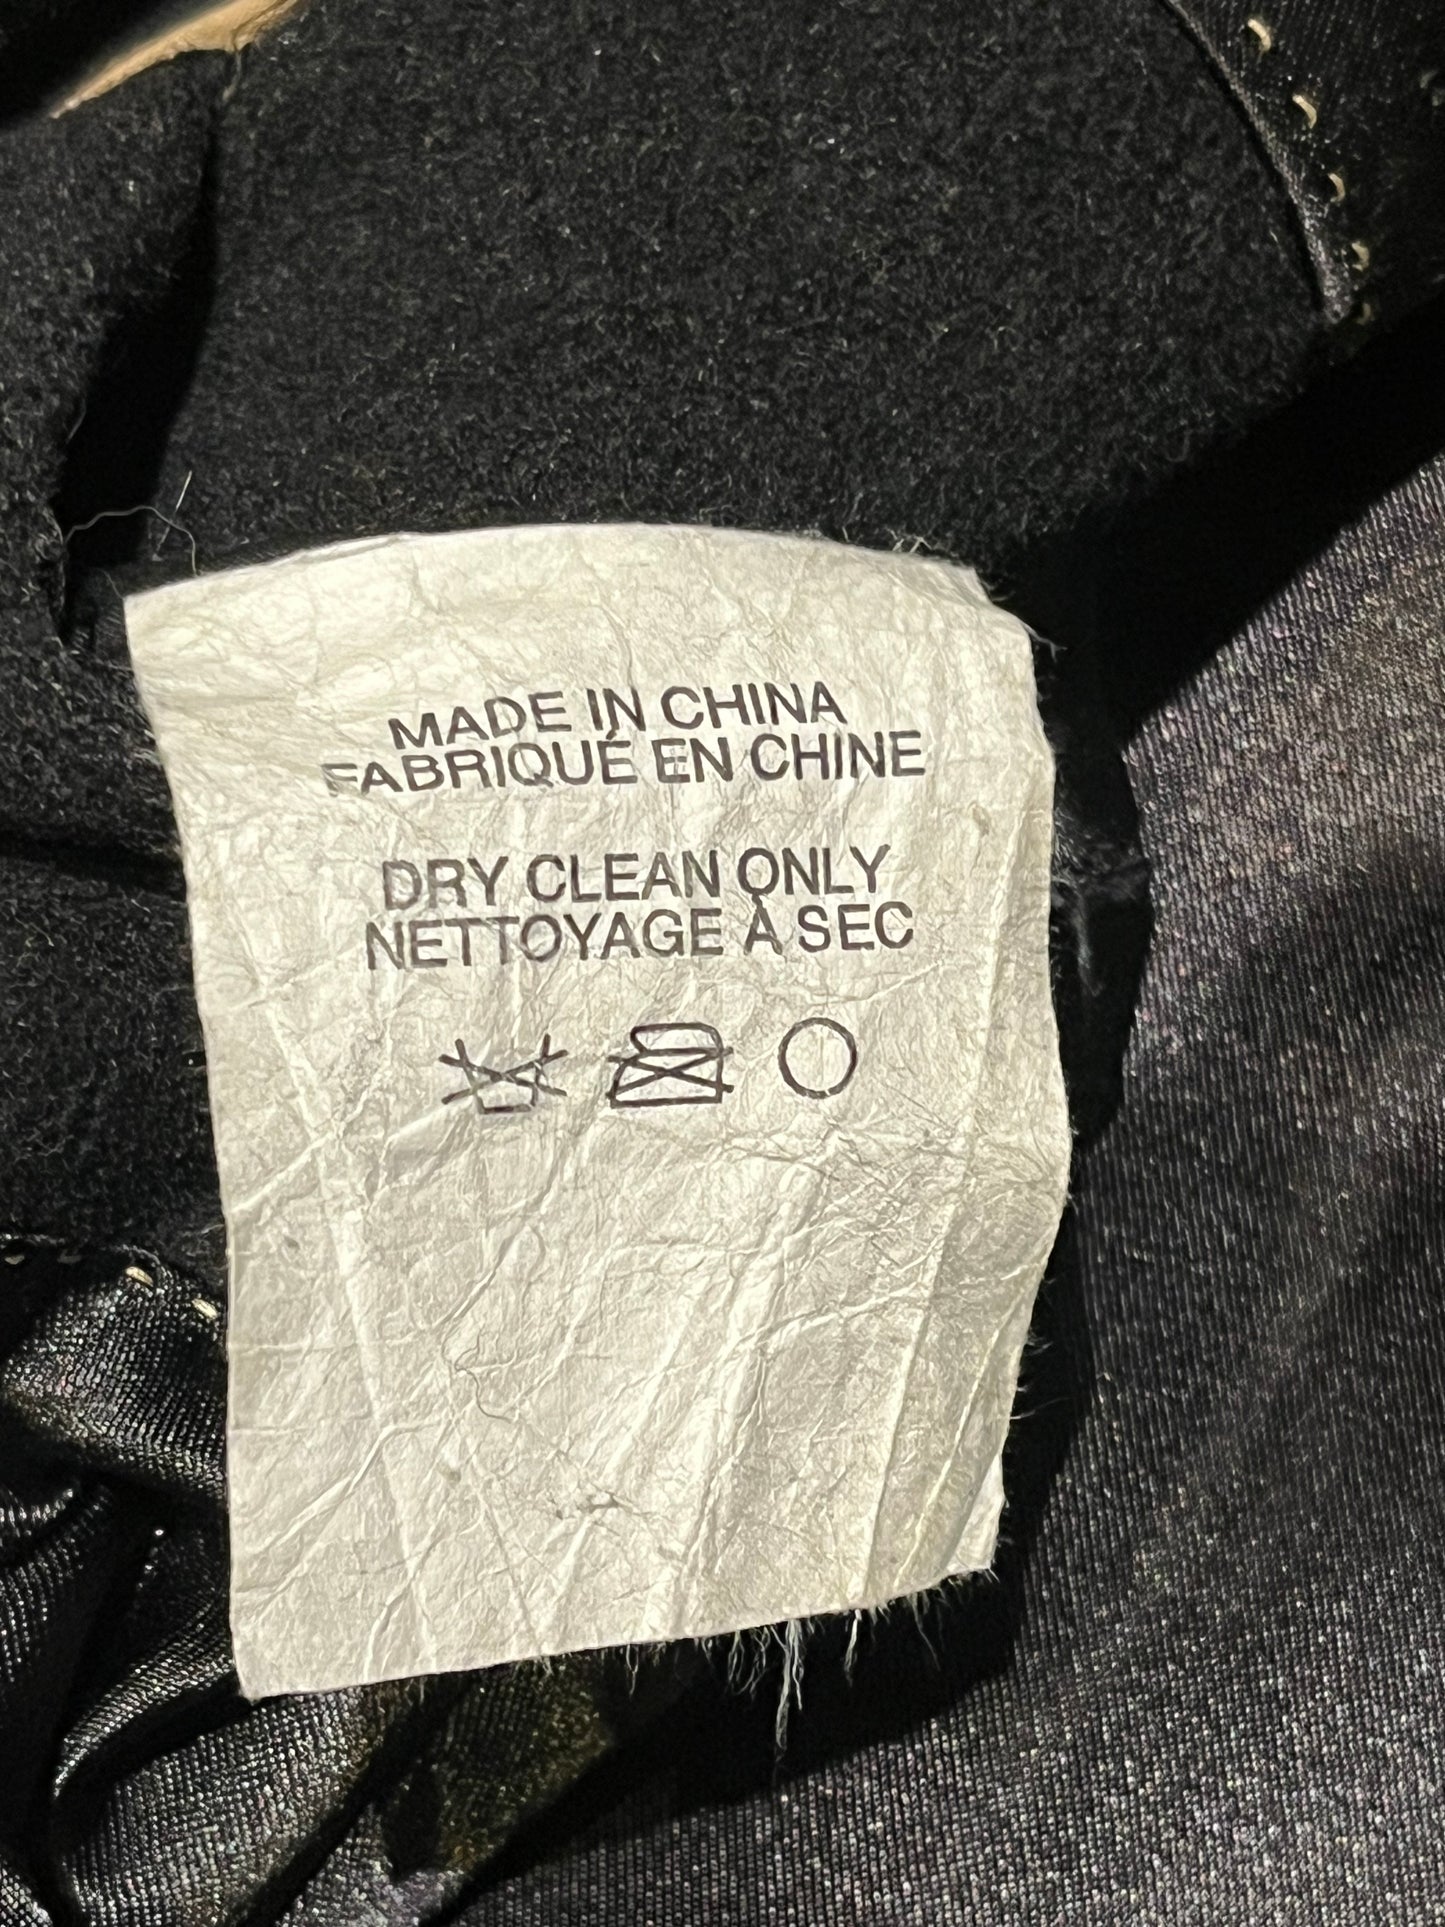 MADE IN CHINA
FABRIQUÉ EN CHINE
DRY CLEAN ONLY
NETTOYAGE À SEC